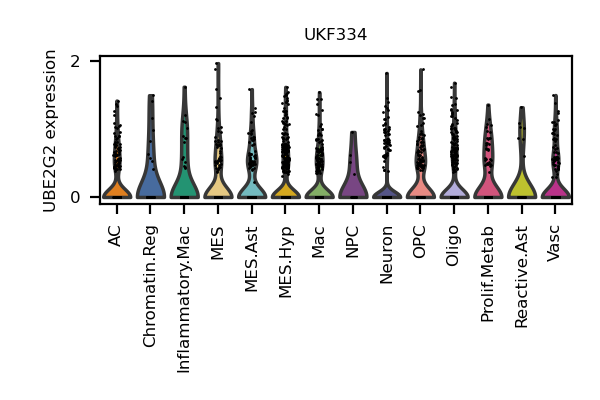 UKF334
UBE2G2 expression
2
0
AC
Chromatin.Reg
Inflammatory.Mac
MES
MES.Ast
MES.Hyp
Mac
NPC
Neuron
OPC
Oligo
Prolif.Metab
Reactive.Ast
Vasc